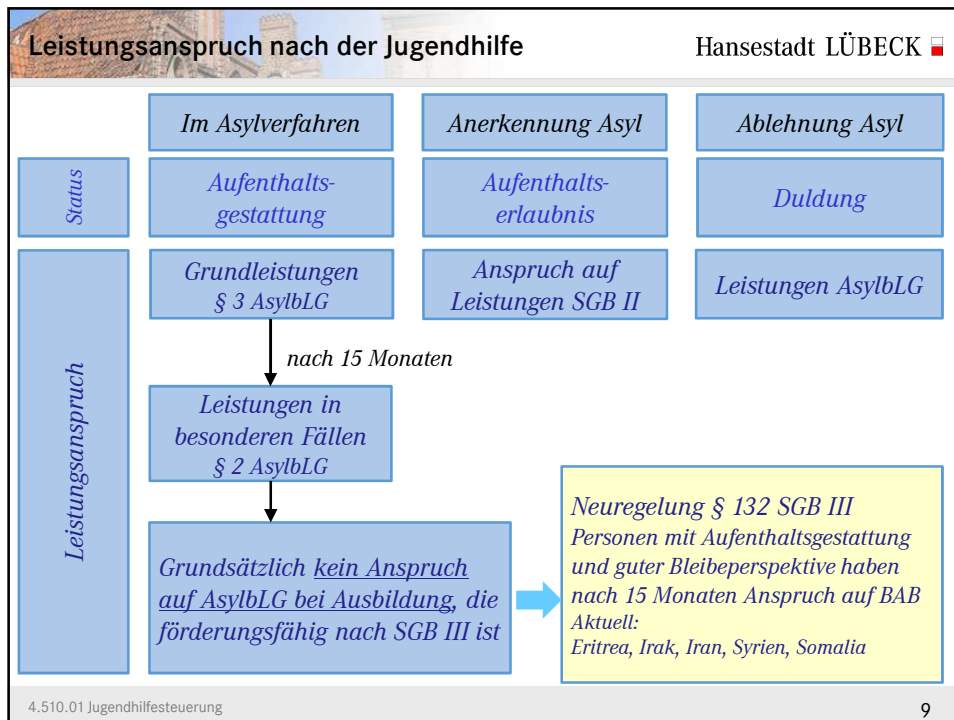 Leistungsanspruch nach der Jugendhilfe
Hansestadt LÜBECK
Im Asylverfahren
Anerkennung Asyl
Ablehnung Asyl
Status
Aufenthalts-
gestattung
Aufenthalts-
erlaubnis
Duldung
Leistungsanspruch
Grundleistungen
§ 3 AsylbLG
Anspruch auf
Leistungen SGB II
Leistungen AsylbLG
nach 15 Monaten
Leistungen in
besonderen Fällen
§ 2 AsylbLG
Grundsätzlich kein Anspruch
auf AsylbLG bei Ausbildung, die
förderungsfähig nach SGB III ist
Neuregelung § 132 SGB III
Personen mit Aufenthaltsgestattung
und guter Bleibeperspektive haben
nach 15 Monaten Anspruch auf BAB
Aktuell:
Eritrea, Irak, Iran, Syrien, Somalia
4.510.01 Jugendhilfesteuerung
9